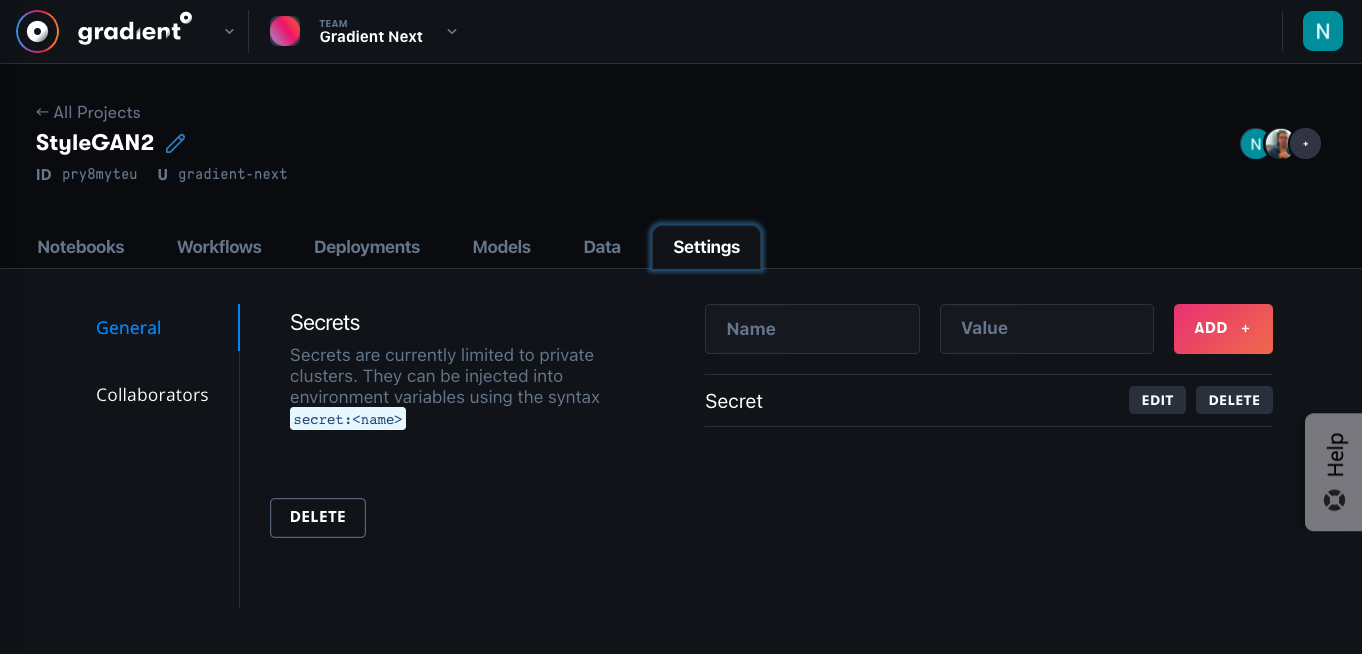 gradient
TEAM
Gradient Next
N
← All Projects
StyleGAN2
N
+
ID pry8myteu U gradient-next
Notebooks Workflows Deployments Models Data Settings
General
Collaborators
Secrets
Secrets are currently limited to private
clusters. They can be injected into
environment variables using the syntax
secret:<name>
DELETE
Name
Value
ADD +
Secret
EDIT
DELETE
Help